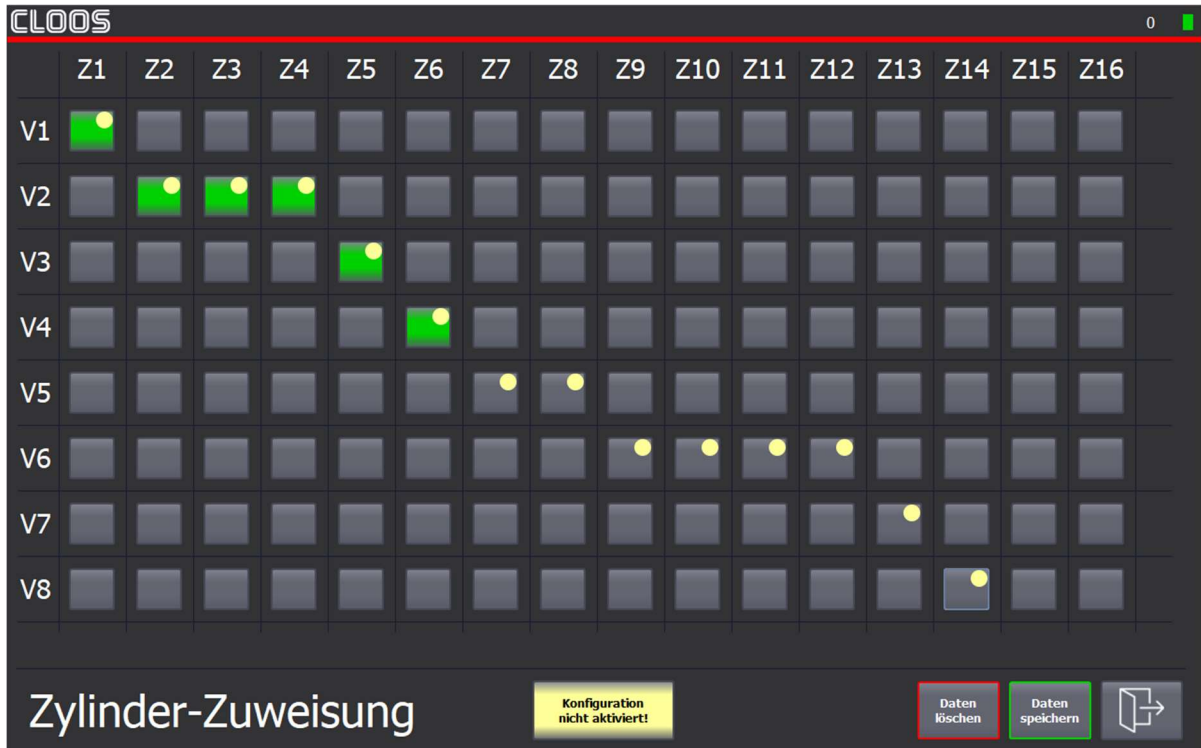 CLOOS
0
Z1 Z2 Z3 Z4 Z5 Z6 Z7 Z8 Z9 Z10 Z11 Z12 Z13 Z14 Z15 Z16
V1
V2
V3
V4
V5
V6
V7
V8
Zylinder-Zuweisung
Konfiguration
nicht aktiviert!
Daten
löschen
Daten
speichern